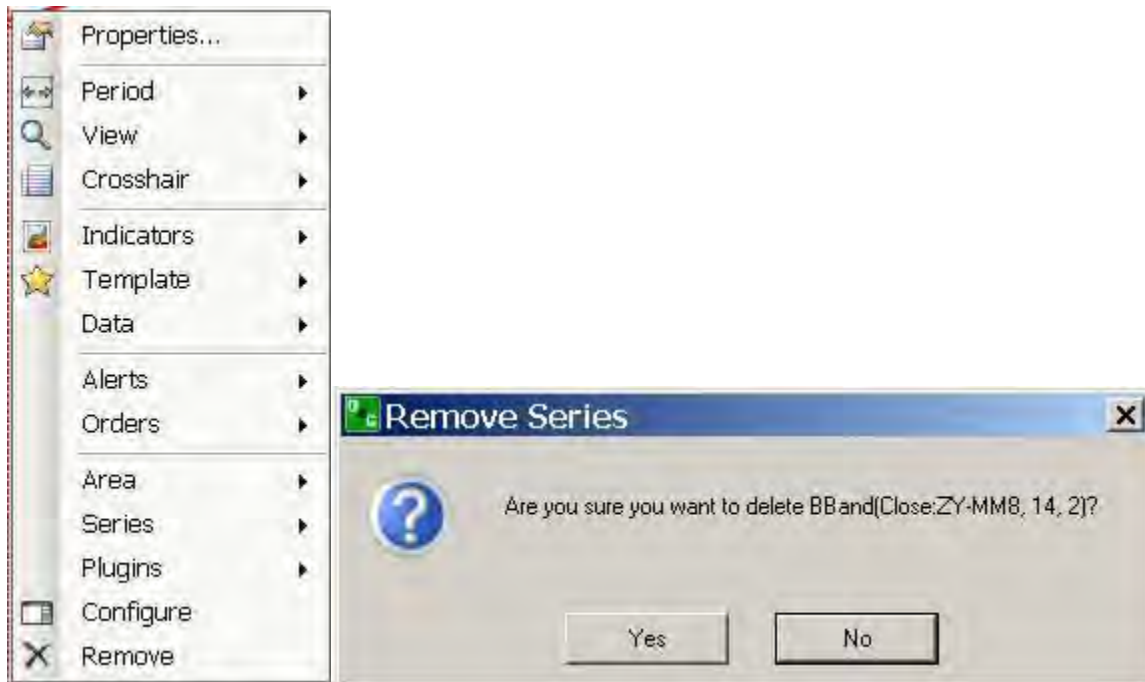 Properties...
Period
View
Crosshair
Indicators
Template
Data
Alerts
Orders
Area
Series
Plugins
Configure
Remove
Remove Series
Are you sure you want to delete BBand(Close:ZY-MM8, 14, 2)?
Yes
No